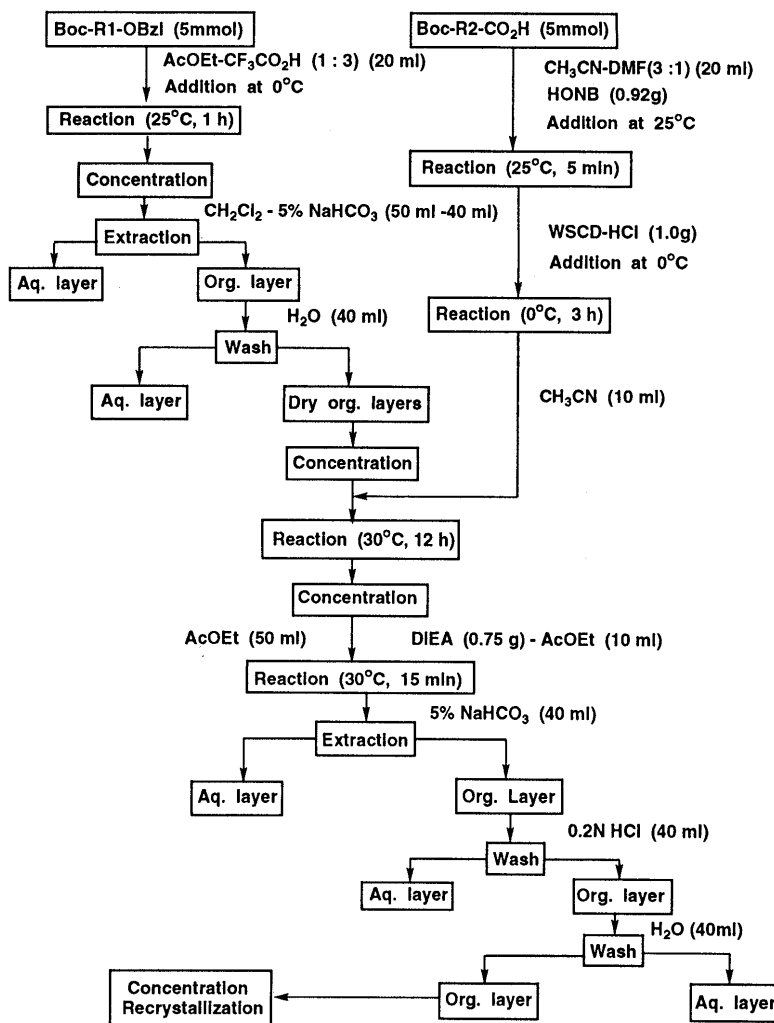 Boc-R1-OBzl (5mmol)
Boc-R2-CO₂H (5mmol)
AcOEt-CF₃CO₂H (1 : 3) (20 ml)
Addition at 0°C
CH₃CN-DMF(3 :1) (20 ml)
HONB (0.92g)
Addition at 25°C
Reaction (25°C, 1 h)
Reaction (25°C, 5 min)
Concentration
CH₂Cl₂ - 5% NaHCO₃ (50 ml -40 ml)
Extraction
WSCD-HCl (1.0g)
Addition at 0°C
Aq. layer
Org. layer
H₂O (40 ml)
Reaction (0°C, 3 h)
Wash
Aq. layer
Dry org. layers
CH₃CN (10 ml)
Concentration
Reaction (30°C, 12 h)
Concentration
AcOEt (50 ml)
DIEA (0.75 g) - AcOEt (10 ml)
Reaction (30°C, 15 min)
5% NaHCO₃ (40 ml)
Extraction
Aq. layer
Org. Layer
0.2N HCl (40 ml)
Wash
Aq. layer
Org. layer
H₂O (40ml)
Wash
Concentration
Recrystallization
Org. layer
Aq. layer